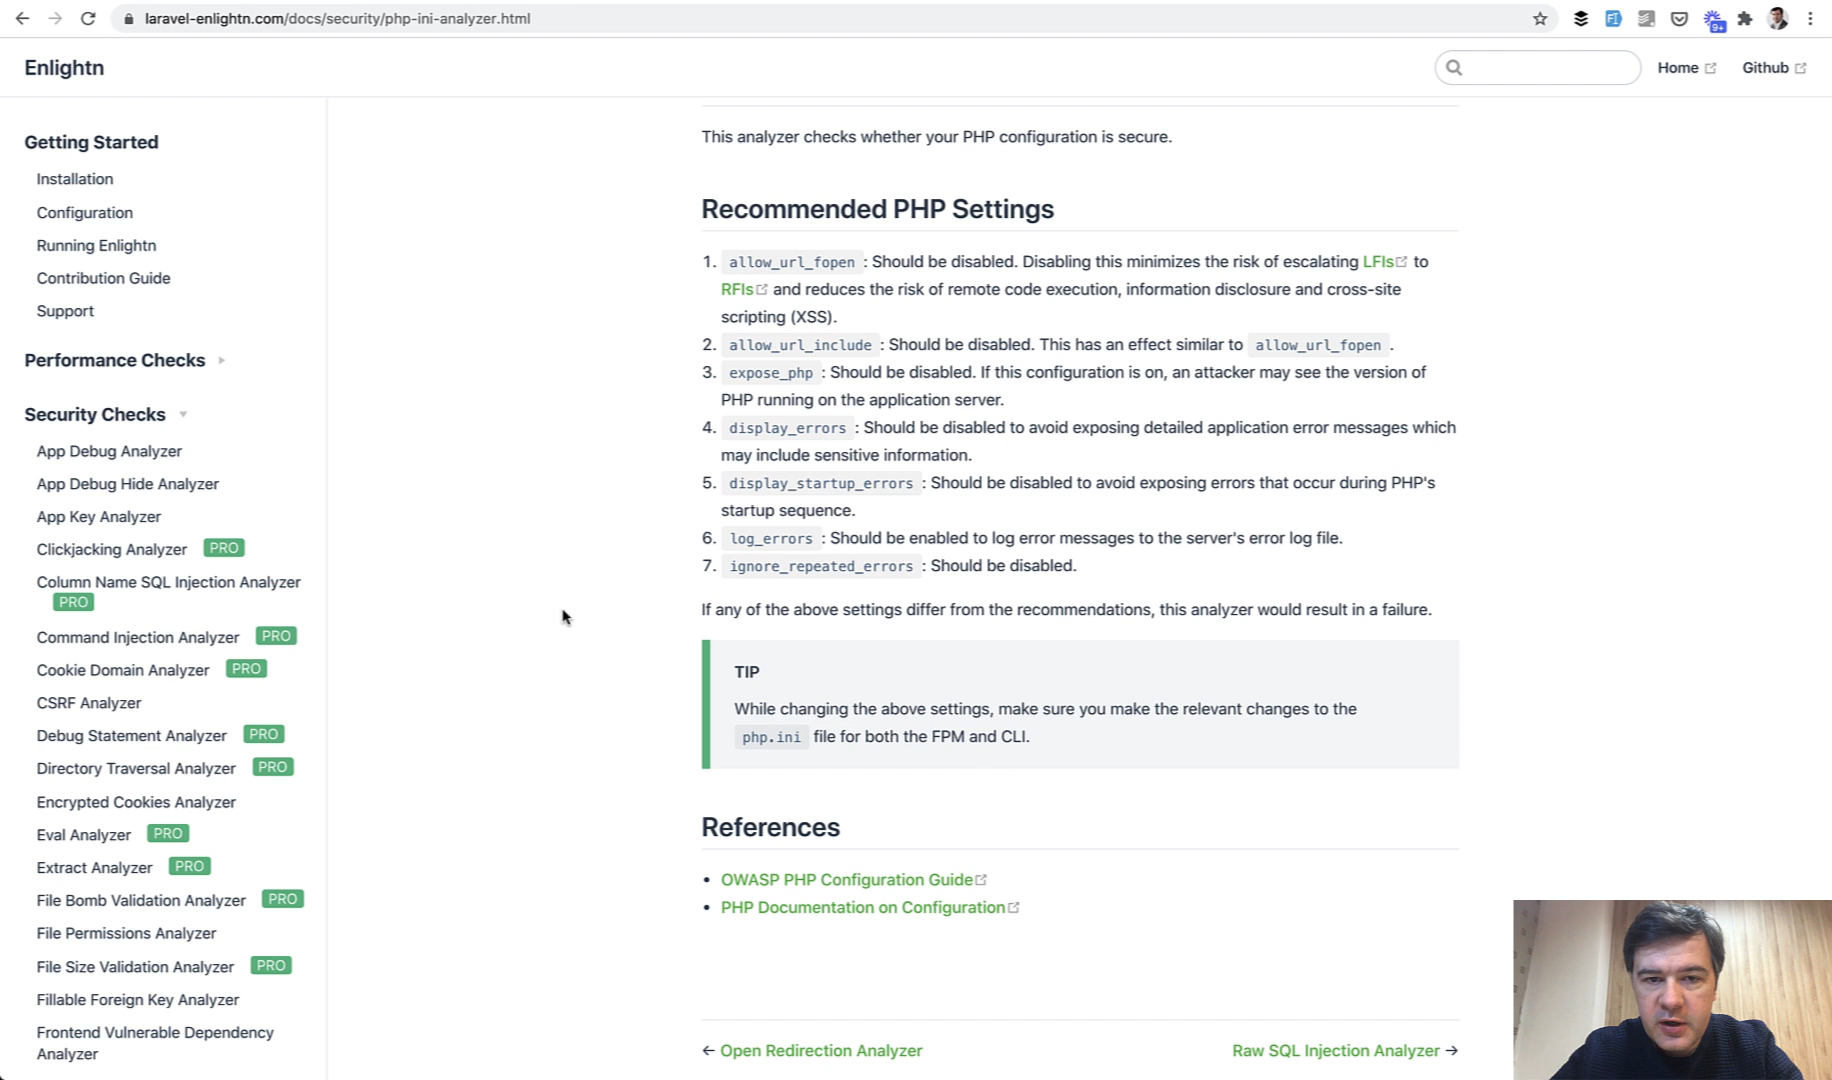 laravel-enlightn.com/docs/security/php-ini-analyzer.html
9+
Enlightn
Home
Github
Getting Started
Installation
Configuration
Running Enlightn
Contribution Guide
Support
Performance Checks
Security Checks
App Debug Analyzer
App Debug Hide Analyzer
App Key Analyzer
Clickjacking Analyzer PRO
Column Name SQL Injection Analyzer
PRO
Command Injection Analyzer PRO
Cookie Domain Analyzer PRO
CSRF Analyzer
Debug Statement Analyzer PRO
Directory Traversal Analyzer PRO
Encrypted Cookies Analyzer
Eval Analyzer PRO
Extract Analyzer PRO
File Bomb Validation Analyzer PRO
File Permissions Analyzer
File Size Validation Analyzer PRO
Fillable Foreign Key Analyzer
Frontend Vulnerable Dependency
Analyzer
This analyzer checks whether your PHP configuration is secure.
Recommended PHP Settings
1. allow_url_fopen : Should be disabled. Disabling this minimizes the risk of escalating LFIs to
RFIs and reduces the risk of remote code execution, information disclosure and cross-site
scripting (XSS).
2. allow_url_include : Should be disabled. This has an effect similar to allow_url_fopen .
3. expose_php : Should be disabled. If this configuration is on, an attacker may see the version of
PHP running on the application server.
4. display_errors : Should be disabled to avoid exposing detailed application error messages which
may include sensitive information.
5. display_startup_errors : Should be disabled to avoid exposing errors that occur during PHP's
startup sequence.
6. log_errors : Should be enabled to log error messages to the server's error log file.
7. ignore_repeated_errors : Should be disabled.
If any of the above settings differ from the recommendations, this analyzer would result in a failure.
TIP
While changing the above settings, make sure you make the relevant changes to the
php.ini file for both the FPM and CLI.
References
• OWASP PHP Configuration Guide
• PHP Documentation on Configuration
← Open Redirection Analyzer
Raw SQL Injection Analyzer →